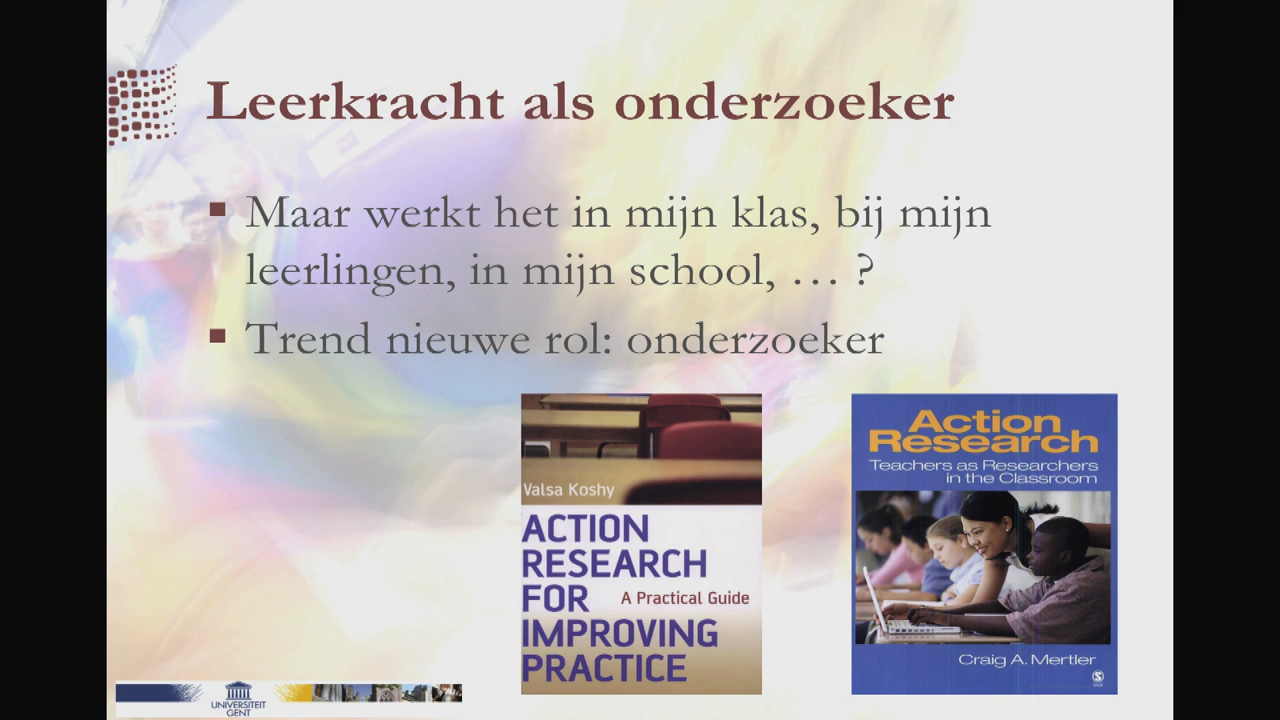 Leerkracht als onderzoeker
Maar werkt het in mijn klas, bij mijn
leerlingen, in mijn school, … ?
Trend nieuwe rol: onderzoeker
Valsa Koshy
ACTION
RESEARCH
FOR A Practical Guide
IMPROVING
PRACTICE
Action
Research
Teachers as Researchers
in the Classroom
Craig A. Mertler
UNIVERSITEIT
GENT